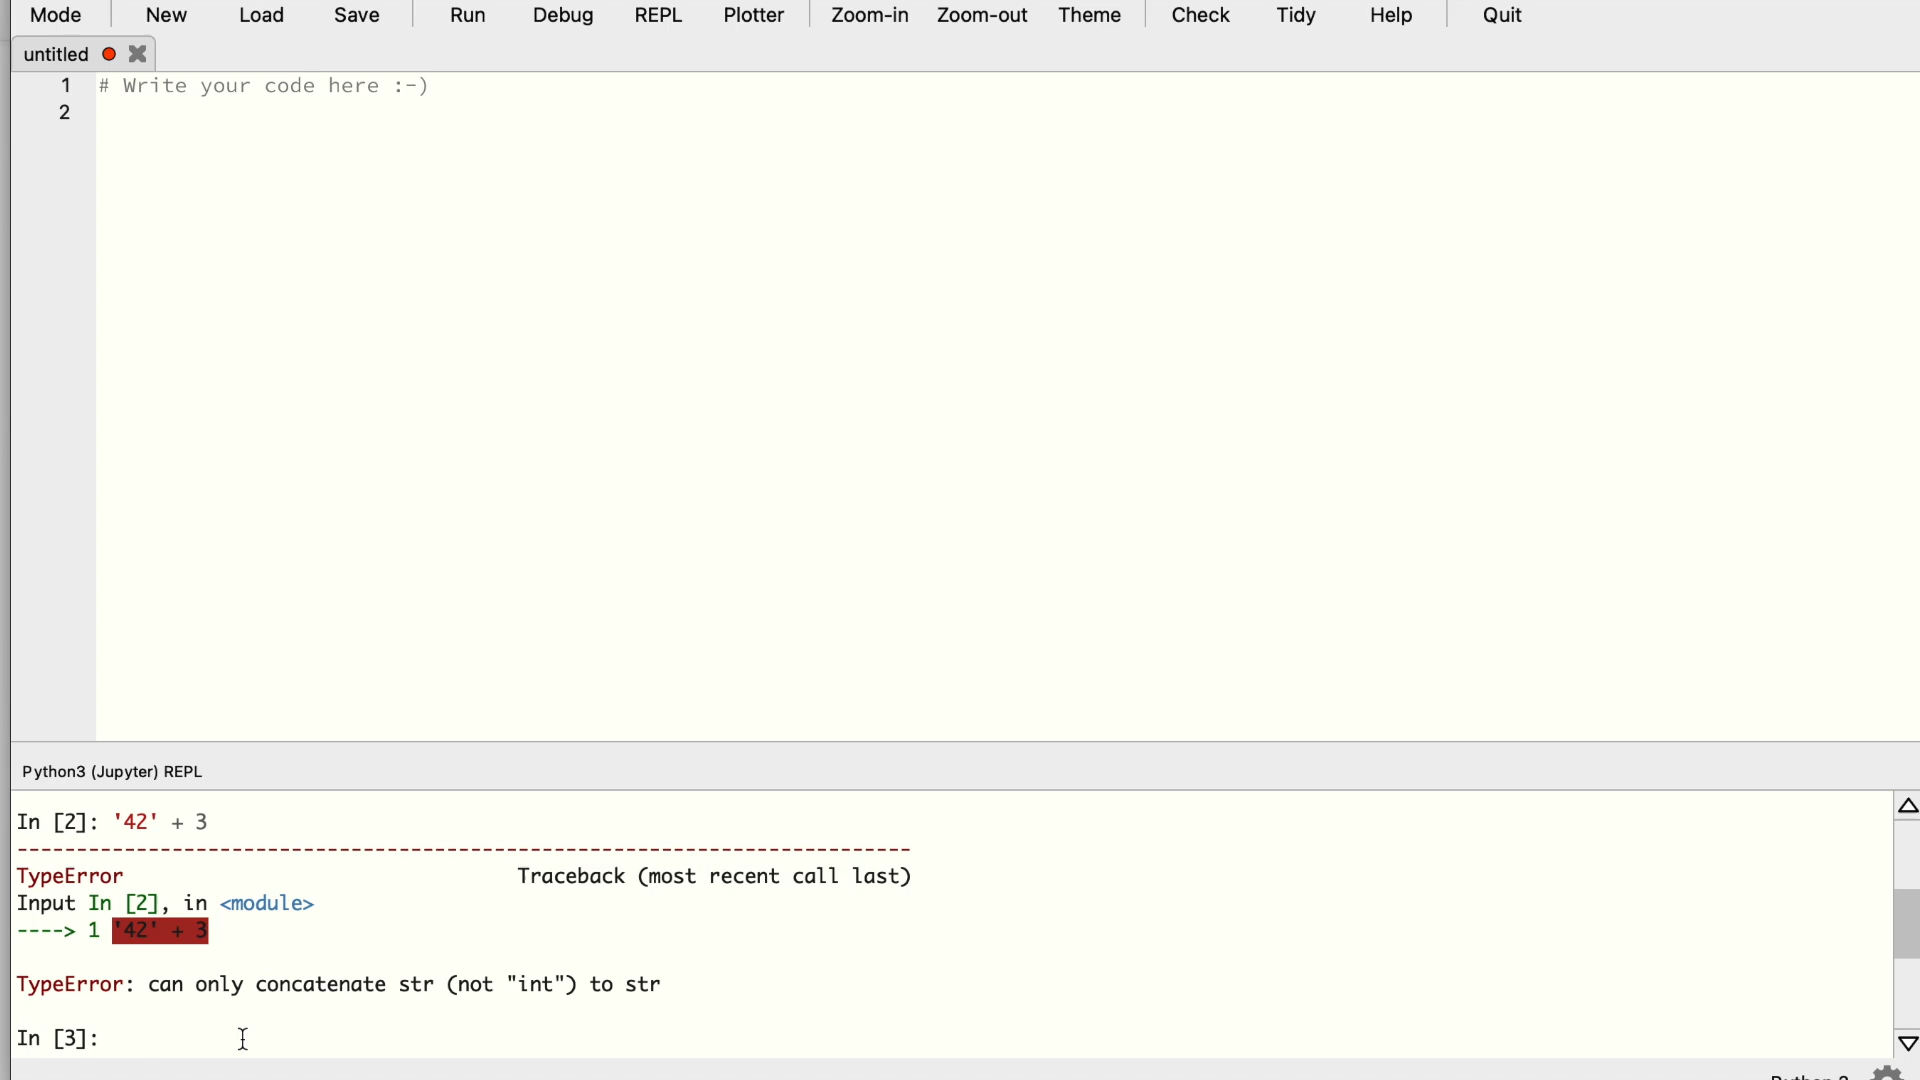 Mode New Load Save Run Debug REPL Plotter Zoom-in Zoom-out Theme Check Tidy Help Quit
untitled
1 # Write your code here :-)
2
Python3 (Jupyter) REPL
In [2]: '42' + 3
---------------------------------------------------------------------------
TypeError Traceback (most recent call last)
Input In [2], in <module>
----> 1 '42' + 3
TypeError: can only concatenate str (not "int") to str
In [3]: